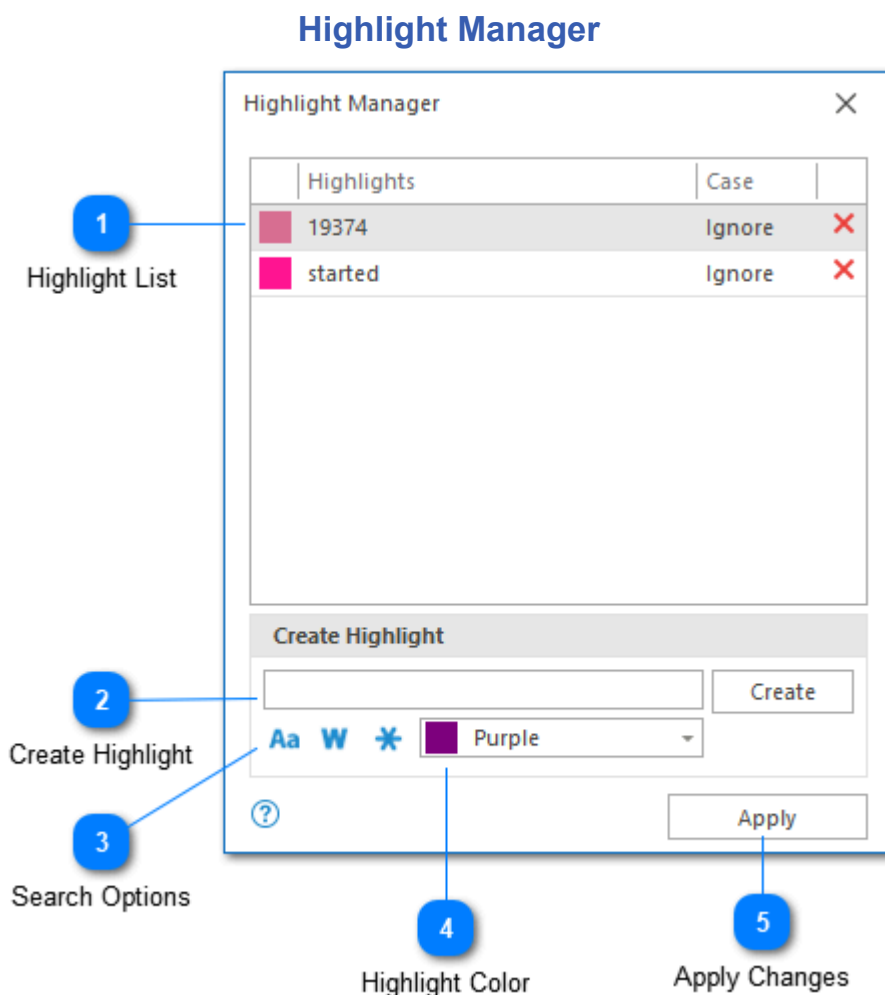 Highlight Manager
Highlight Manager
Highlights Case
1
19374 Ignore
Highlight List
started Ignore
Create Highlight
2
Create
Create Highlight
Aa W Purple
3
Apply
Search Options
4
5
Highlight Color
Apply Changes